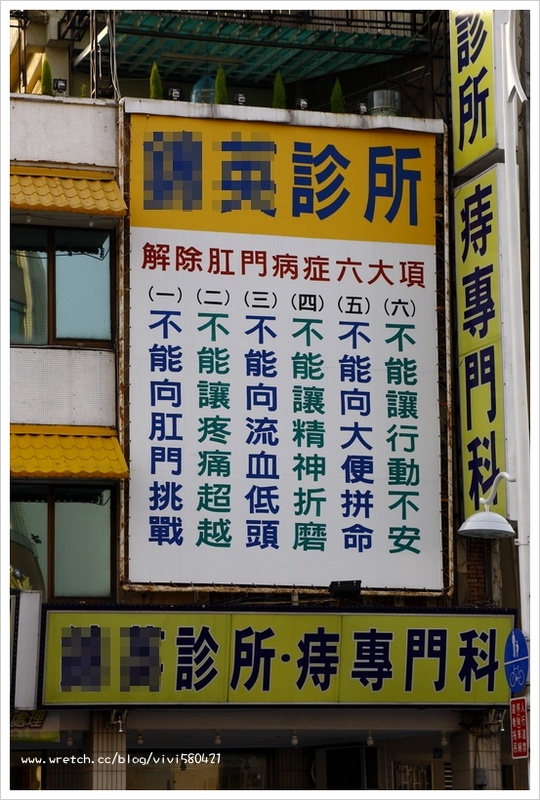 診所
解除肛門病症六大項
(一)不能向肛門挑戰
(二)不能讓疼痛超越
(三)不能向流血低頭
(四)不能讓精神折磨
(五)不能向大便拼命
(六)不能讓行動不安
診所
痔專門科
診所·痔專門科
www.wretch.cc/blog/vivi580421